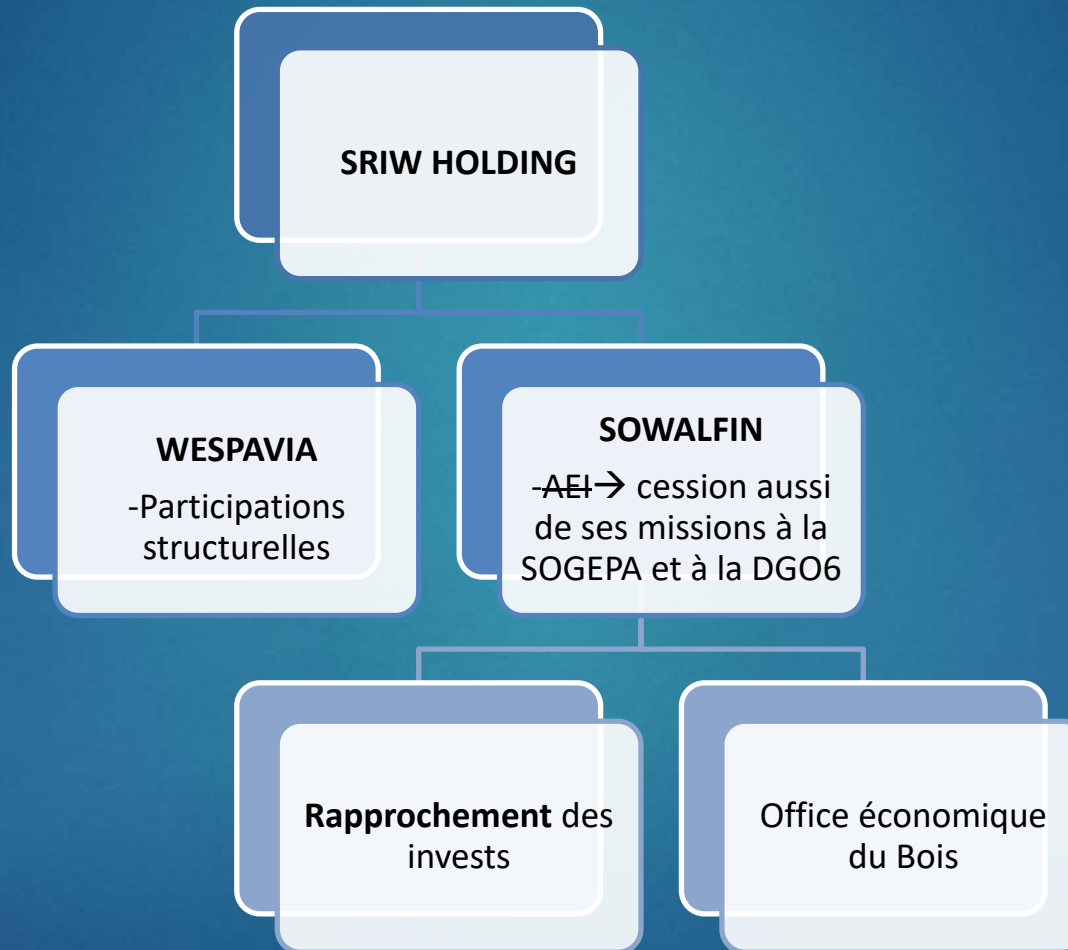 SRIW HOLDING
WESPAVIA
-Participations
structurelles
SOWALFIN
-AEI→ cession aussi
de ses missions à la
SOGEPA et à la DGO6
Rapprochement des
invests
Office économique
du Bois